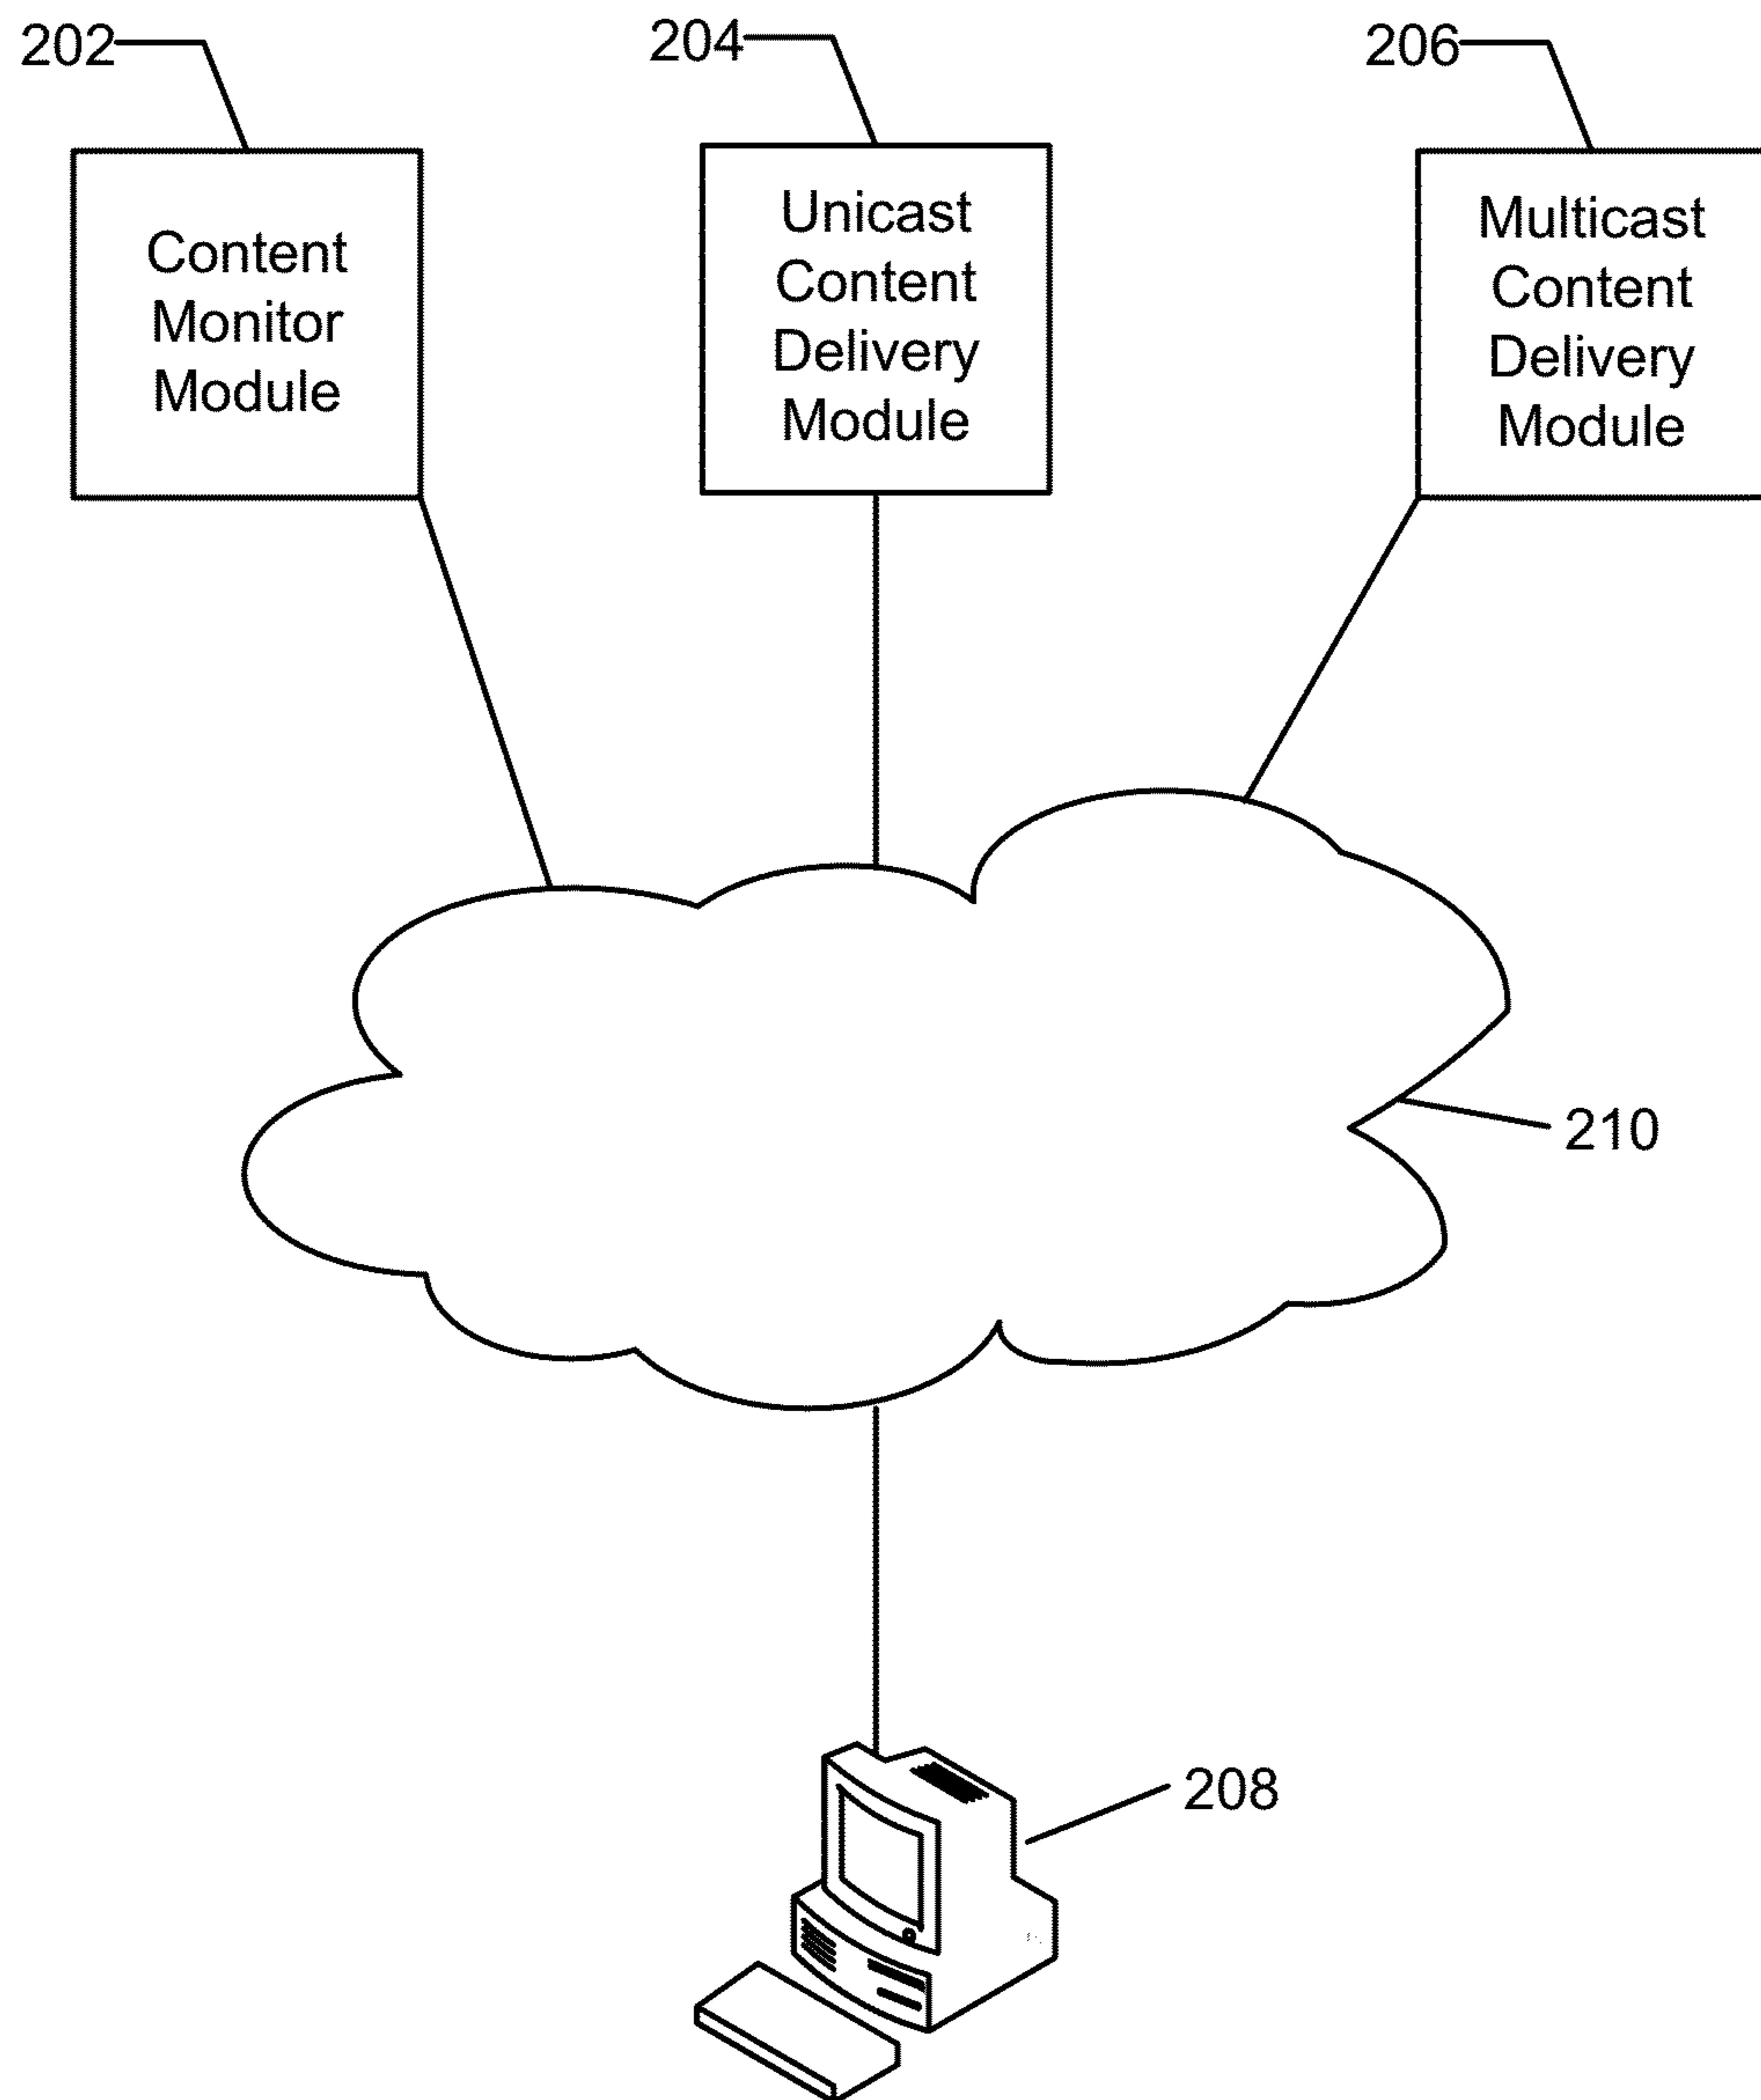 202
204
206
Content
Monitor
Module
Unicast
Content
Delivery
Module
Multicast
Content
Delivery
Module
210
208